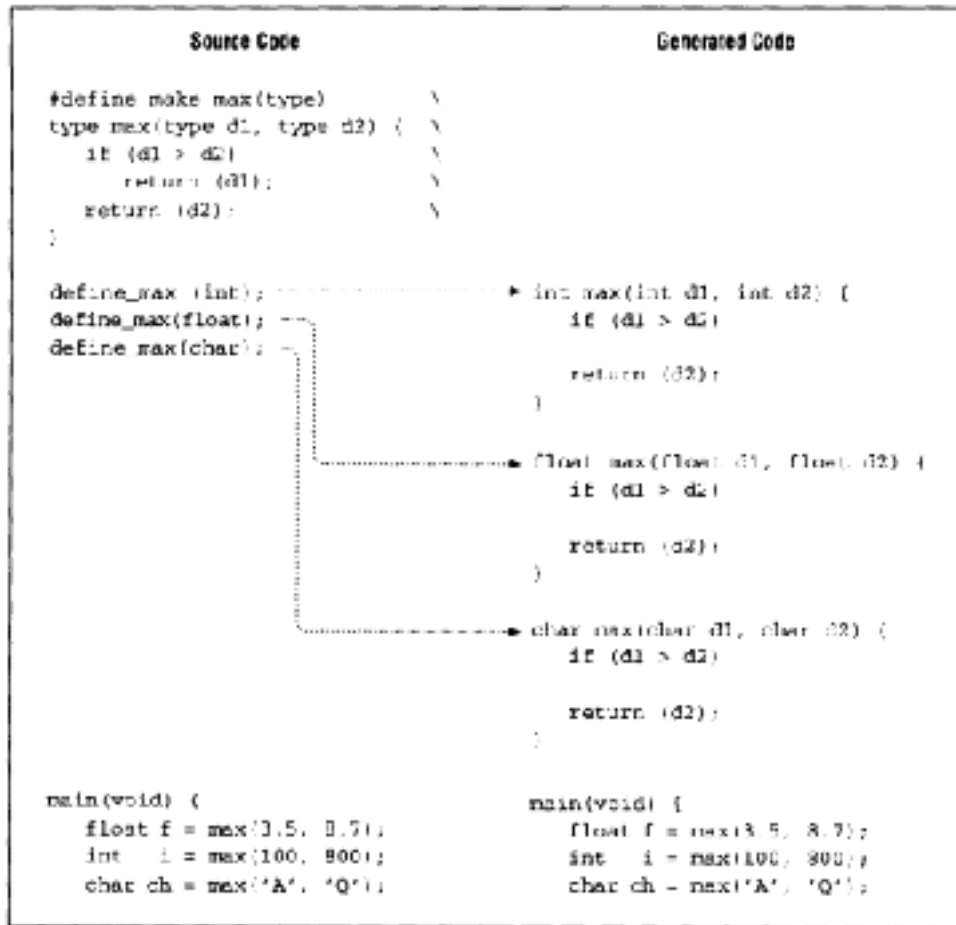 Source Code
#define make max(type) \
type max(type d1, type d2) { \
if (d1 > d2) \
return (d1); \
return (d2); \
}
define_max (int);
define_max(float);
define max(char);
main(void) {
float f = max(3.5, 8.7);
int i = max(100, 800);
char ch = max('A', 'Q');
Generated Code
int max(int d1, int d2) {
if (d1 > d2)
return (d2);
}
float max(float d1, float d2) {
if (d1 > d2)
return (d2);
}
char max(char d1, char d2) {
if (d1 > d2)
return (d2);
}
main(void) {
float f = max(3.5, 8.7);
int i = max(100, 800);
char ch = max('A', 'Q');